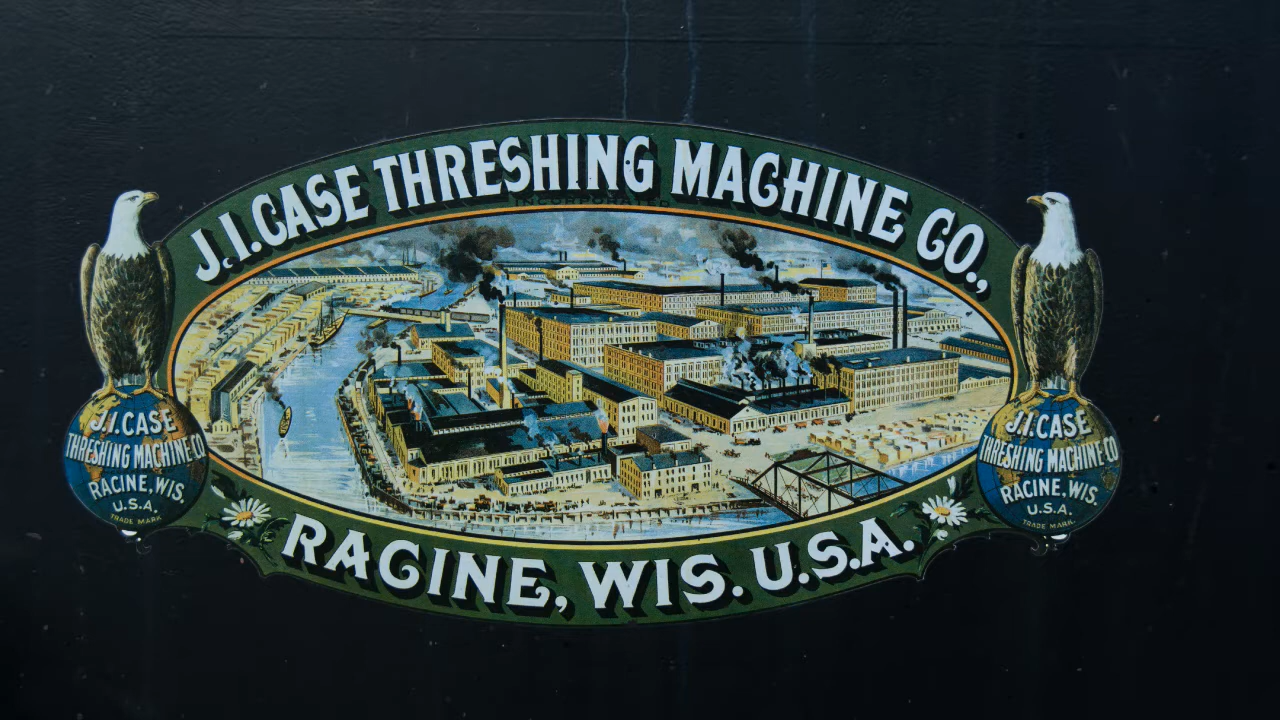 J.I. CASE THRESHING MACHINE CO.,
INCORPORATED
J.I. CASE
THRESHING MACHINE CO
RACINE, WIS.
U.S.A.
TRADE MARK
J.I. CASE
THRESHING MACHINE CO
RACINE, WIS.
U.S.A.
TRADE MARK.
RACINE, WIS. U.S.A.